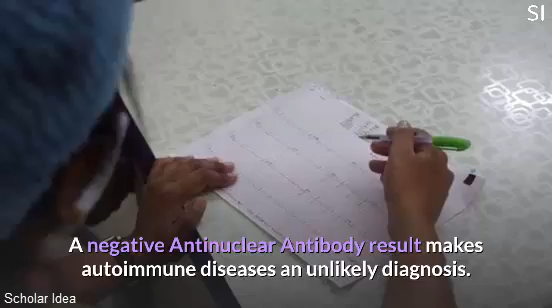 SI
A negative Antinuclear Antibody result makes
autoimmune diseases an unlikely diagnosis.
Scholar Idea